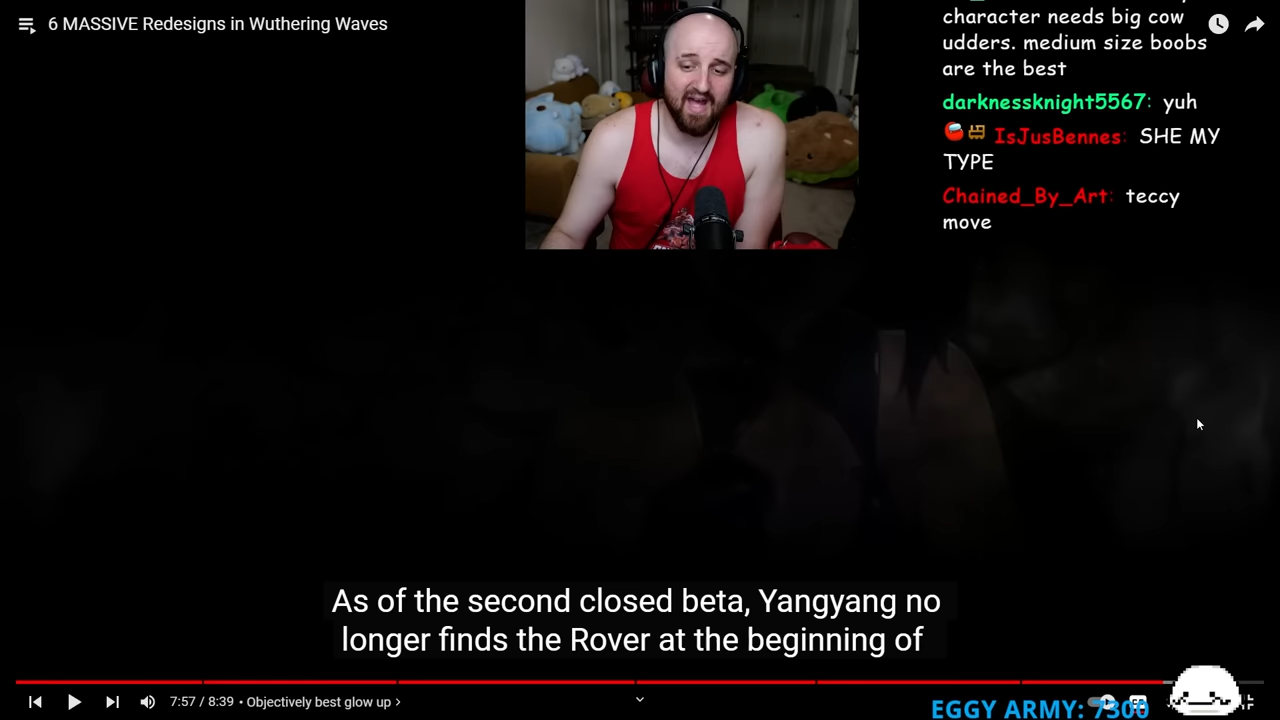 6 MASSIVE Redesigns in Wuthering Waves
character needs big cow
udders. medium size boobs
are the best
darknessknight5567: yuh
IsJusBennes: SHE MY
TYPE
Chained_By_Art: teccy
move
As of the second closed beta, Yangyang no
longer finds the Rover at the beginning of
7:57 / 8:39 • Objectively best glow up ›
EGGY ARMY: 7300